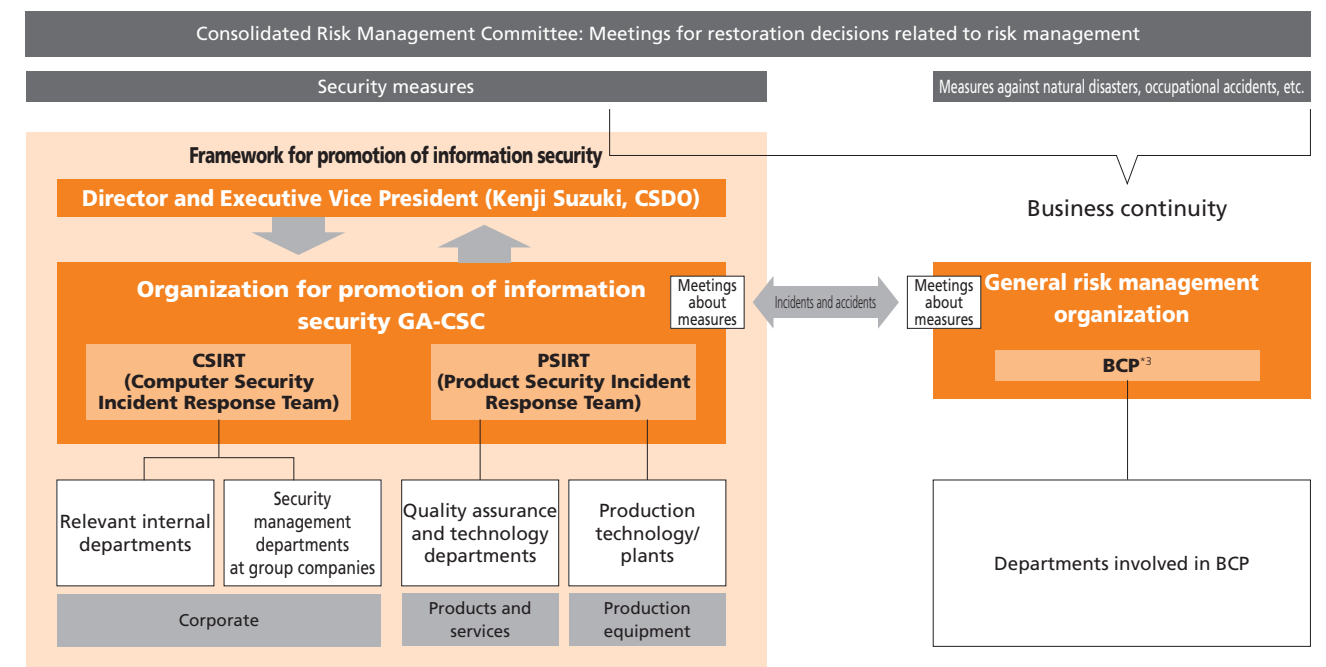 Consolidated Risk Management Committee: Meetings for restoration decisions related to risk management
Security measures
Measures against natural disasters, occupational accidents, etc.
Framework for promotion of information security
Director and Executive Vice President (Kenji Suzuki, CSDO)
Business continuity
Organization for promotion of information
security GA-CSC
Meetings
about
measures
Incidents and accidents
Meetings
about
measures
General risk management
organization
CSIRT
(Computer Security
Incident Response Team)
PSIRT
(Product Security Incident
Response Team)
BCP*3
Relevant internal
departments
Security
management
departments
at group companies
Quality assurance
and technology
departments
Production
technology/
plants
Departments involved in BCP
Corporate
Products and
services
Production
equipment